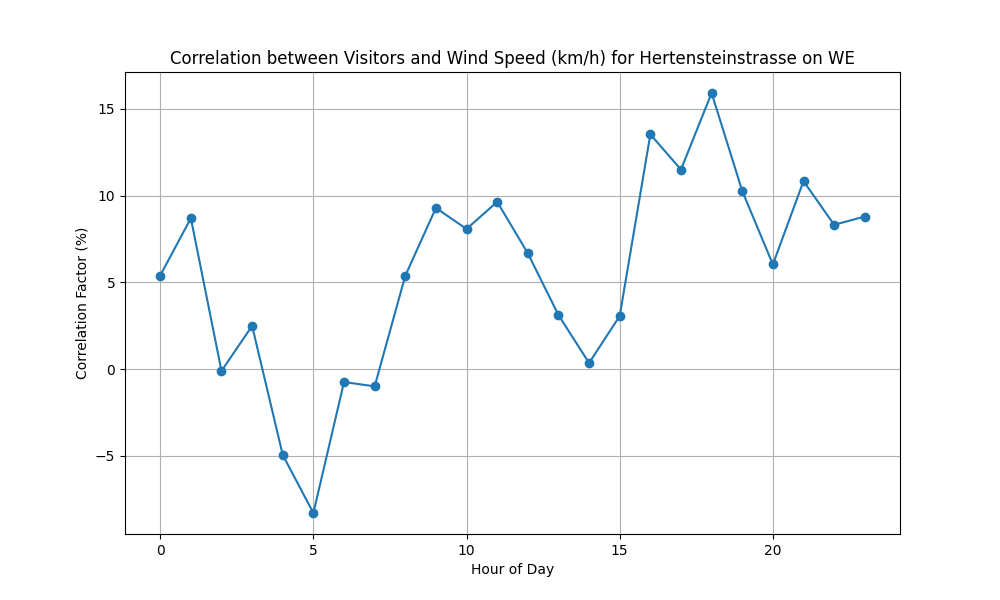 Correlation between Visitors and Wind Speed (km/h) for Hertensteinstrasse on WE
Correlation Factor (%)
15
10
5
0
−5
0 5 10 15 20
Hour of Day